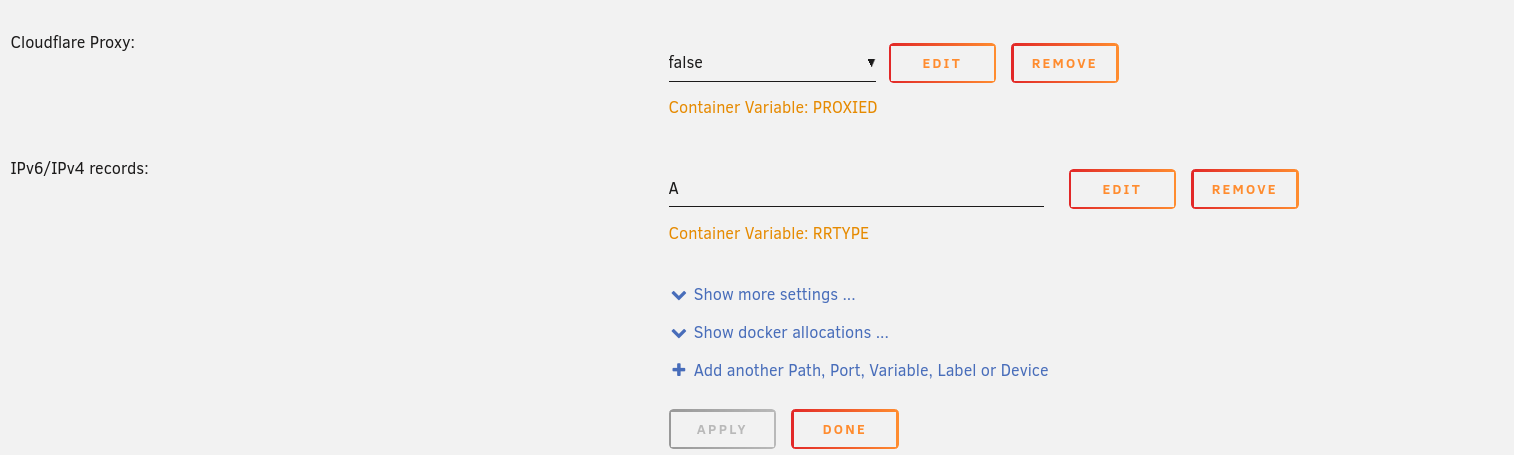 Cloudflare Proxy:
false
EDIT
REMOVE
Container Variable: PROXIED
IPv6/IPv4 records:
A
EDIT
REMOVE
Container Variable: RRTYPE
Show more settings ...
Show docker allocations ...
Add another Path, Port, Variable, Label or Device
APPLY
DONE